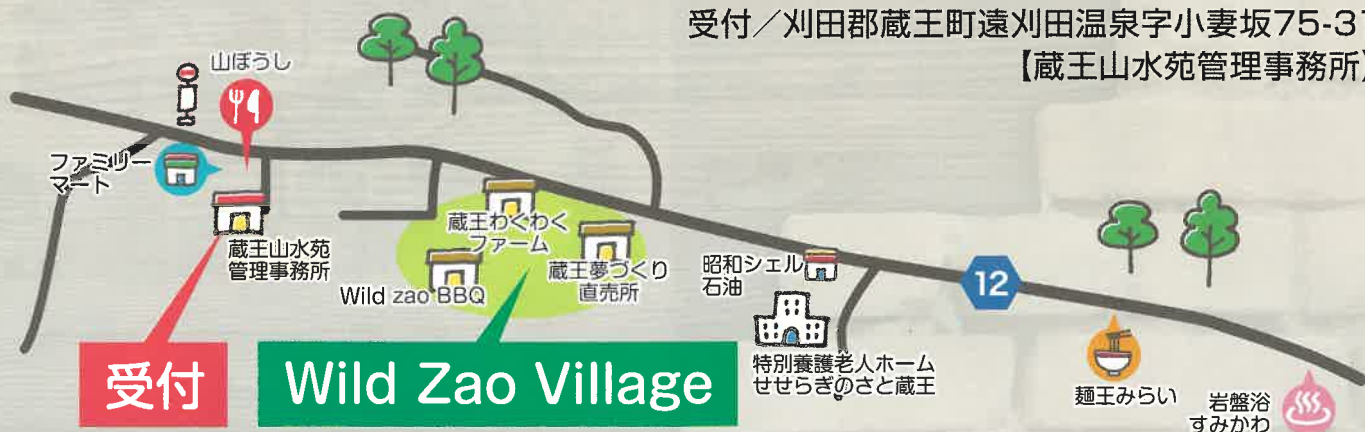 受付／刈田郡蔵王町遠刈田温泉字小妻坂75-37
【蔵王山水苑管理事務所】
山ぼうし
ファミリー
マート
蔵王山水苑
管理事務所
蔵王わくわく
ファーム
Wild zao BBQ
蔵王夢づくり
直売所
昭和シェル
石油
12
特別養護老人ホーム
せせらぎのさと蔵王
麺王みらい
岩盤浴
すみかわ
受付
Wild Zao Village